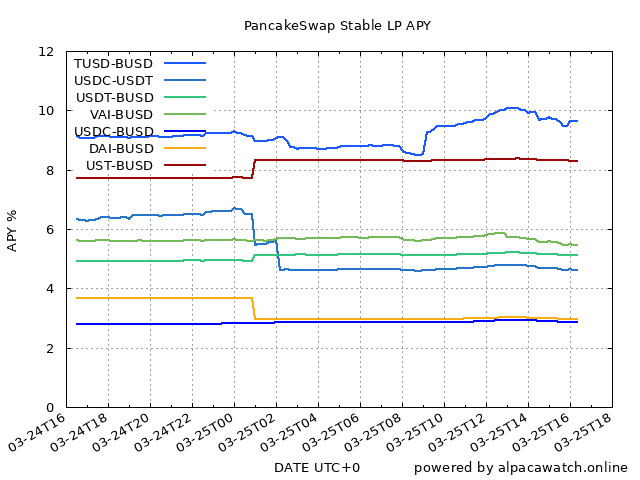 PancakeSwap Stable LP APY
12
10
8
6
4
2
0
APY %
TUSD-BUSD
USDC-USDT
USDT-BUSD
VAI-BUSD
USDC-BUSD
DAI-BUSD
UST-BUSD
03-24T16
03-24T18
03-24T20
03-24T22
03-25T00
03-25T02
03-25T04
03-25T06
03-25T08
03-25T10
03-25T12
03-25T14
03-25T16
03-25T18
DATE UTC+0
powered by alpacawatch.online